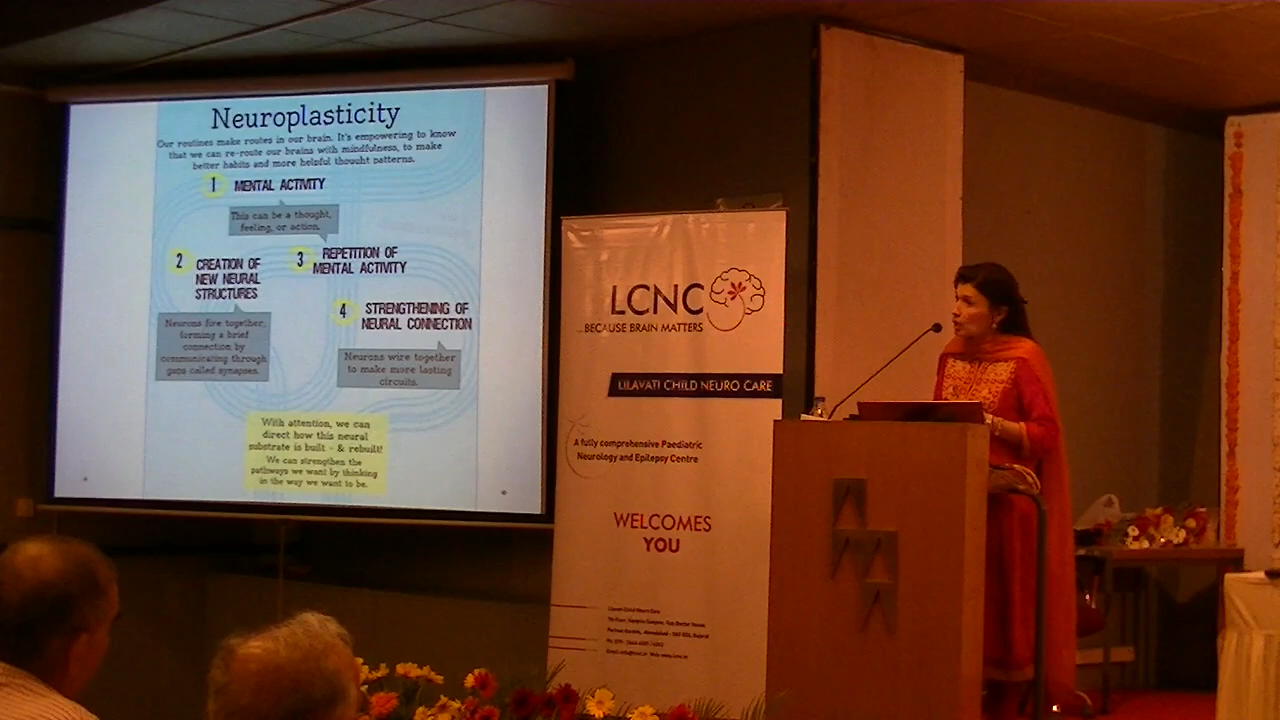 Neuroplasticity
Our routines make routes in our brain. It's empowering to know
that we can re-route our brains with mindfulness, to make
better habits and more helpful thought patterns.
1 MENTAL ACTIVITY
This can be a thought,
feeling, or action.
2 CREATION OF
NEW NEURAL
STRUCTURES
Neurons fire together,
forming a brief
connection by
communicating through
gaps called synapses.
3 REPETITION OF
MENTAL ACTIVITY
4 STRENGTHENING OF
NEURAL CONNECTION
Neurons wire together
to make more lasting
circuits.
With attention, we can
direct how this neural
substrate is built - & rebuilt!
We can strengthen the
pathways we want by thinking
in the way we want to be.
LCNC
...BECAUSE BRAIN MATTERS
LILAVATI CHILD NEURO CARE
A fully comprehensive Paediatric
Neurology and Epilepsy Centre
WELCOMES
YOU
Lilavati Child Neuro Care